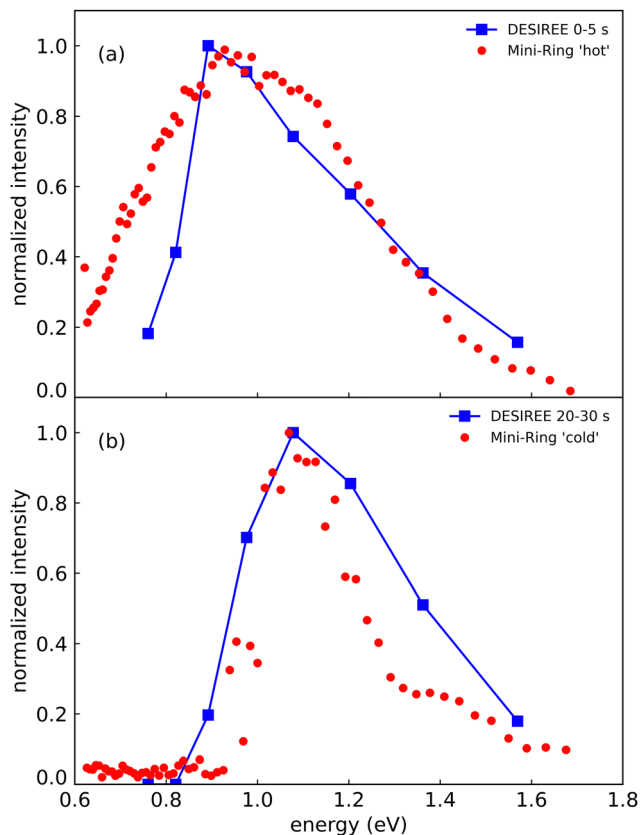 (a)
DESIREE 0-5 s
Mini-Ring 'hot'
1.0
0.8
0.6
0.4
0.2
0.0
normalized intensity
(b)
DESIREE 20-30 s
Mini-Ring 'cold'
1.0
0.8
0.6
0.4
0.2
0.0
normalized intensity
0.6 0.8 1.0 1.2 1.4 1.6 1.8
energy (eV)